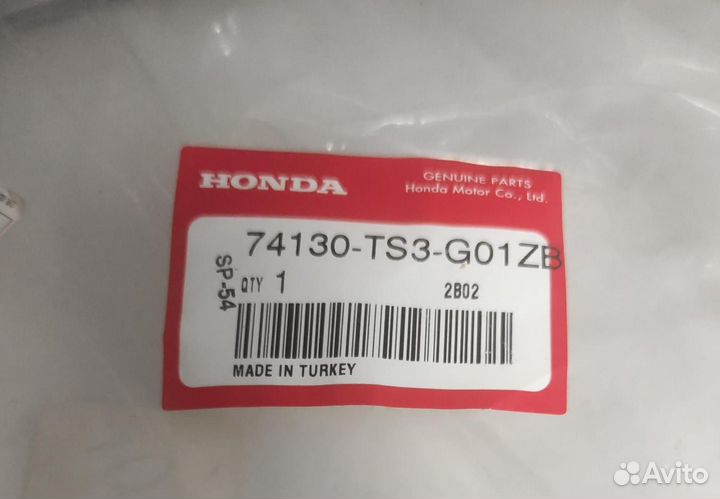 HONDA
GENUINE PARTS
Honda Motor Co., Ltd.
74130-TS3-G01ZB
SP-54
QTY 1
2B02
MADE IN TURKEY
Avito